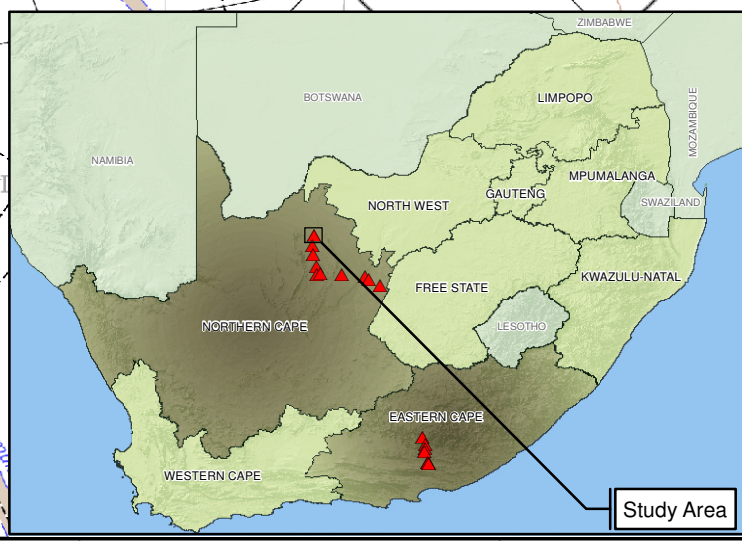 ZIMBABWE
BOTSWANA
LIMPOPO
MOZAMBIQUE
NAMIBIA
MPUMALANGA
GAUTENG
NORTH WEST
SWAZILAND
KWAZULU-NATAL
FREE STATE
NORTHERN CAPE
LESOTHO
EASTERN CAPE
WESTERN CAPE
Study Area